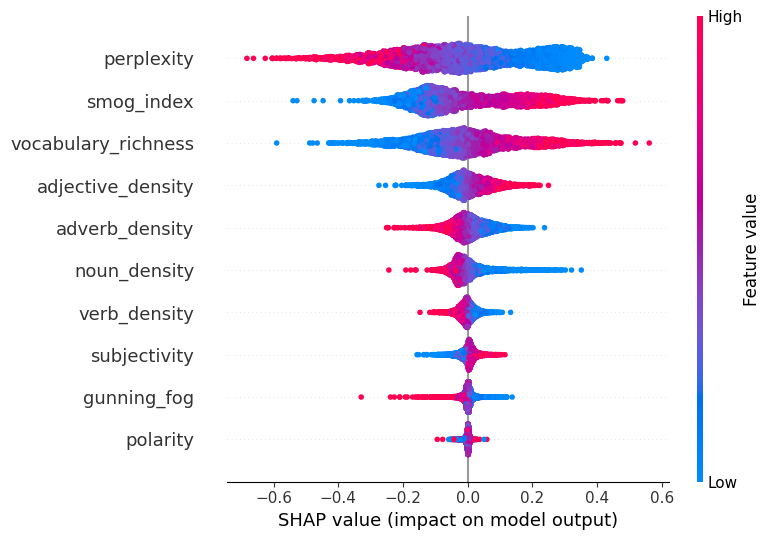 High
perplexity
smog_index
vocabulary_richness
adjective_density
adverb_density
noun_density
verb_density
subjectivity
gunning_fog
polarity
Feature value
Low
−0.6 −0.4 −0.2 0.0 0.2 0.4 0.6
SHAP value (impact on model output)